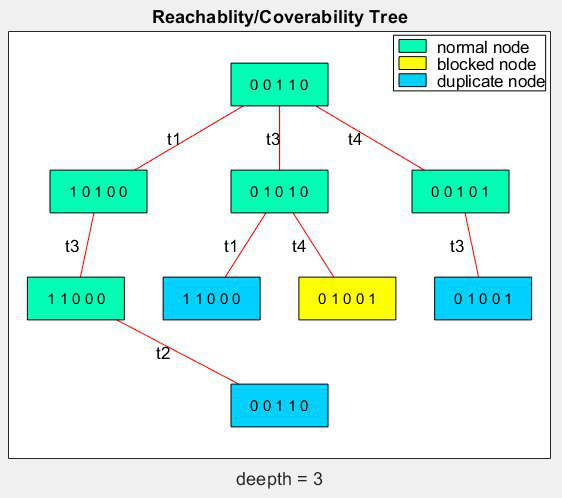 Reachablity/Coverability Tree
normal node
blocked node
duplicate node
0 0 1 1 0
t1
t3
t4
1 0 1 0 0
0 1 0 1 0
0 0 1 0 1
t3
t1
t4
t3
1 1 0 0 0
1 1 0 0 0
0 1 0 0 1
0 1 0 0 1
t2
0 0 1 1 0
deepth = 3